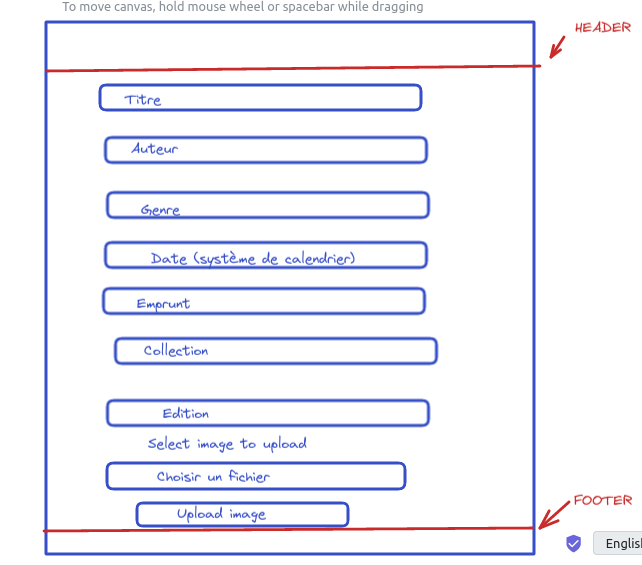 To move canvas, hold mouse wheel or spacebar while dragging
HEADER
Titre
Auteur
Genre
Date (système de calendrier)
Emprunt
Collection
Edition
Select image to upload
Choisir un fichier
Upload image
FOOTER